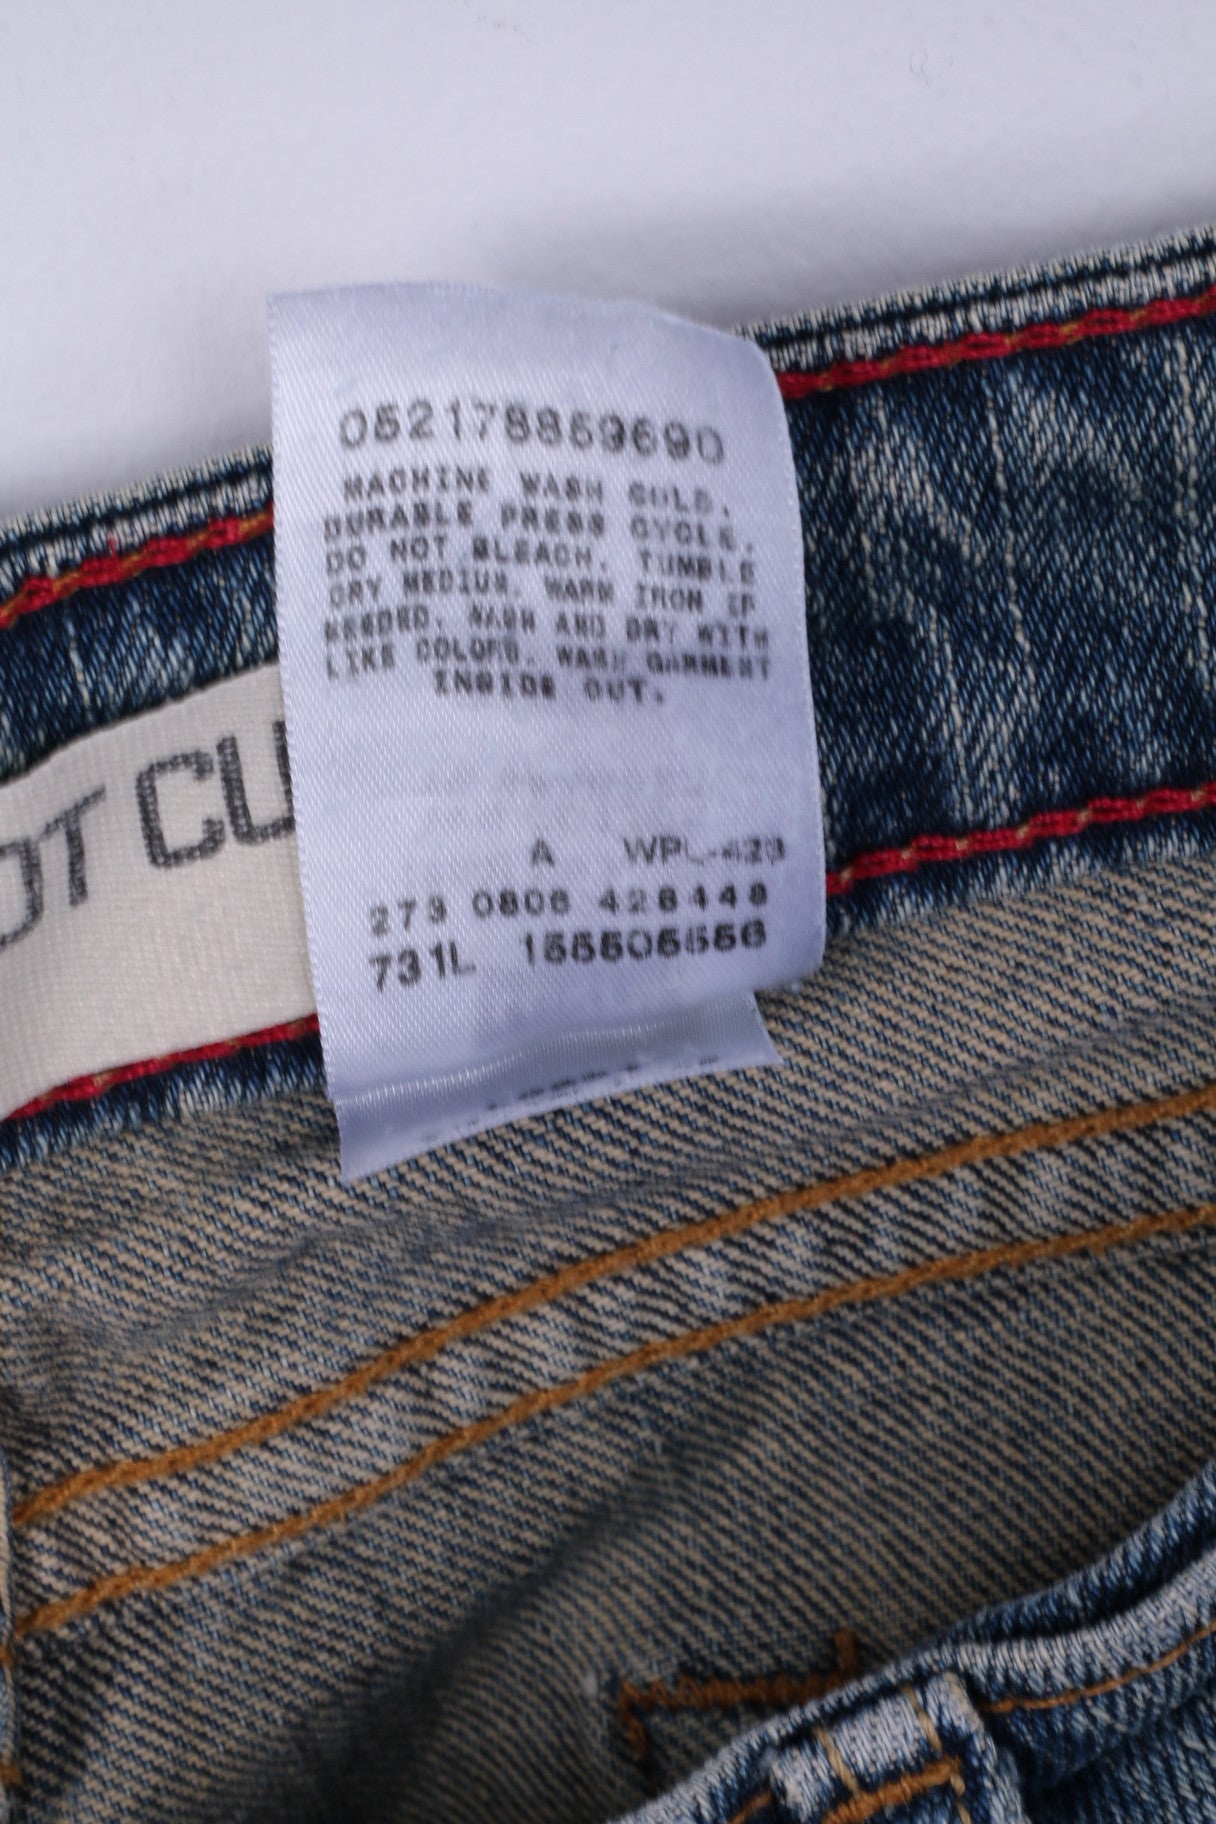 052178859690
MACHINE WASH COLD.
DURABLE PRESS CYCLE.
DO NOT BLEACH. TUMBLE
DRY MEDIUM. WARM IRON IF
NEEDED. WASH AND DRY WITH
LIKE COLORS. WASH GARMENT
INSIDE OUT.
OT CU
A WPL-423
273 0806 428448
731L 155505556